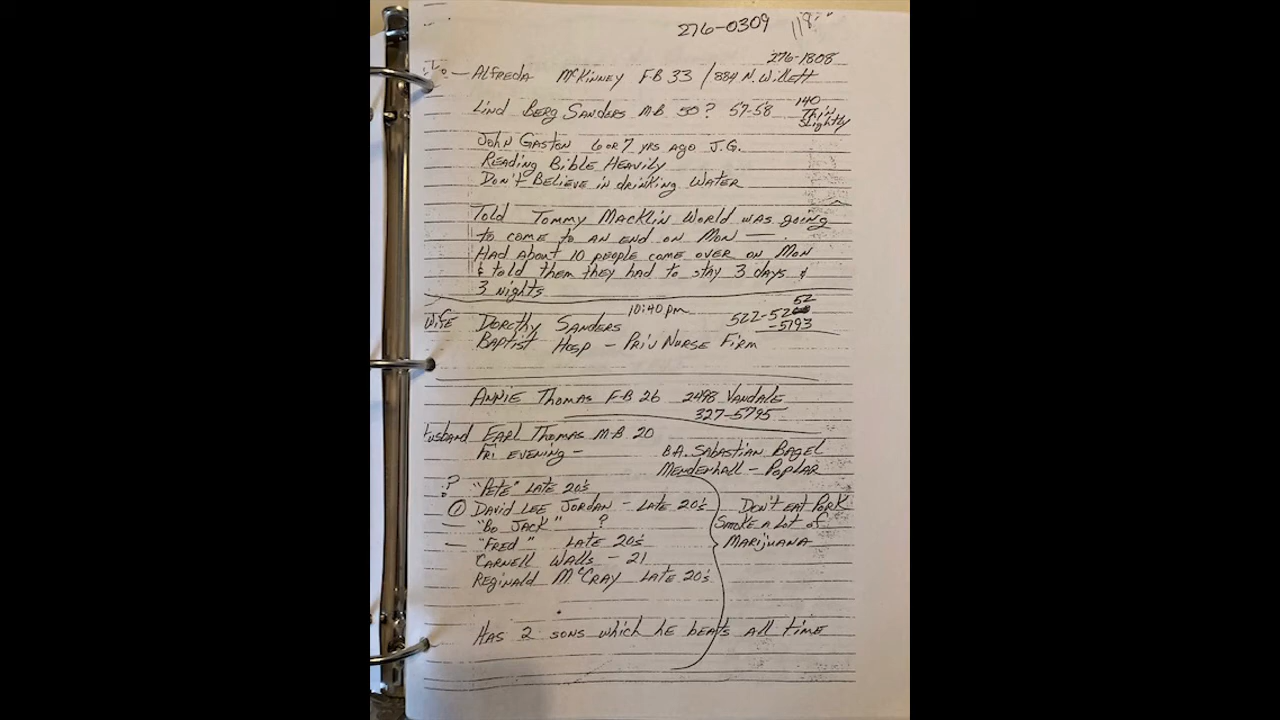 276-0309 118
276-1808
- Alfreda McKinney F-B 33 / 884 N. Willett
Lind Berg Sanders M-B 50? 57-58 140 Thin Slightly
John Gaston 6 or 7 yrs ago J.G.
Reading Bible Heavily
Don't Believe in drinking Water
Told Tommy Macklin World was going
to come to an end on Mon —.
Had About 10 people come over on Mon
& told them they had to stay 3 days &
3 nights
10:40 pm 52
Wife Dorothy Sanders 522-52
-5793
Baptist Hosp - Priv Nurse Firm
Annie Thomas F-B 26 2498 Vandale
327-5795
Husband Earl Thomas M-B 20
Fri evening - B.A. Sabastian Bagel
Mendenhall - Poplar
? "Pete" Late 20's
① David Lee Jordan - Late 20's Don't eat Pork
- "Bo Jack" ? Smoke a Lot of
- "Fred" Late 20's Marijuana
Carnell Walls - 21
Reginald McCray Late 20's
Has 2 sons which he beats all time